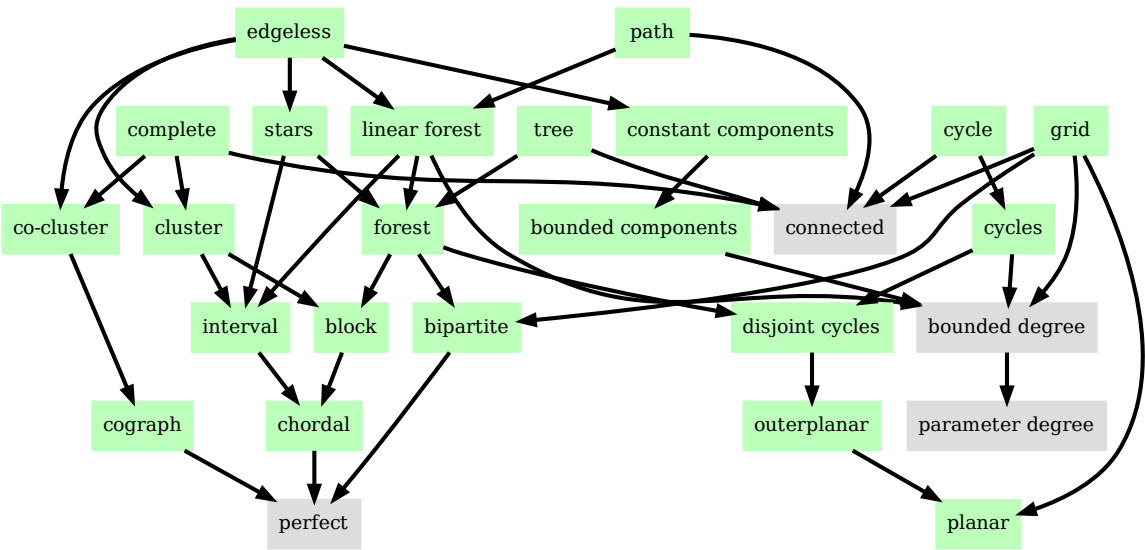 edgeless
path
complete
stars
linear forest
tree
constant components
cycle
grid
co-cluster
cluster
forest
bounded components
connected
cycles
interval
block
bipartite
disjoint cycles
bounded degree
cograph
chordal
outerplanar
parameter degree
perfect
planar